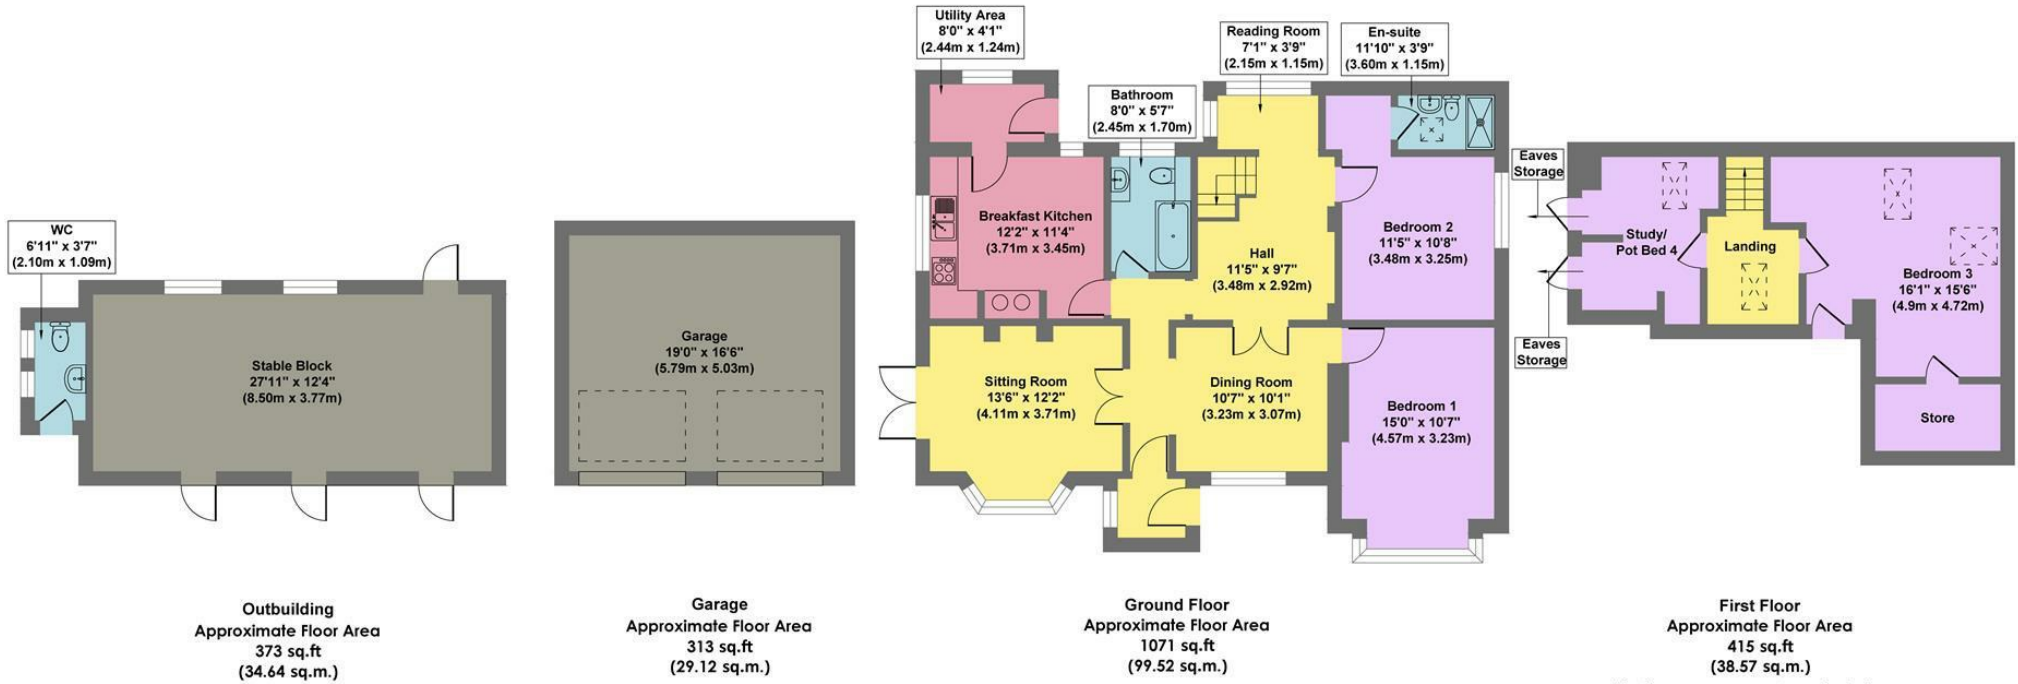 WC
6'11" x 3'7"
(2.10m x 1.09m)
Stable Block
27'11" x 12'4"
(8.50m x 3.77m)
Outbuilding
Approximate Floor Area
373 sq.ft
(34.64 sq.m.)
Garage
19'0" x 16'6"
(5.79m x 5.03m)
Garage
Approximate Floor Area
313 sq.ft
(29.12 sq.m.)
Utility Area
8'0" x 4'1"
(2.44m x 1.24m)
Bathroom
8'0" x 5'7"
(2.45m x 1.70m)
Reading Room
7'1" x 3'9"
(2.15m x 1.15m)
En-suite
11'10" x 3'9"
(3.60m x 1.15m)
Breakfast Kitchen
12'2" x 11'4"
(3.71m x 3.45m)
Hall
11'5" x 9'7"
(3.48m x 2.92m)
Bedroom 2
11'5" x 10'8"
(3.48m x 3.25m)
Sitting Room
13'6" x 12'2"
(4.11m x 3.71m)
Dining Room
10'7" x 10'1"
(3.23m x 3.07m)
Bedroom 1
15'0" x 10'7"
(4.57m x 3.23m)
Ground Floor
Approximate Floor Area
1071 sq.ft
(99.52 sq.m.)
Eaves
Storage
Eaves
Storage
Study/
Pot Bed 4
Landing
Bedroom 3
16'1" x 15'6"
(4.9m x 4.72m)
Store
First Floor
Approximate Floor Area
415 sq.ft
(38.57 sq.m.)